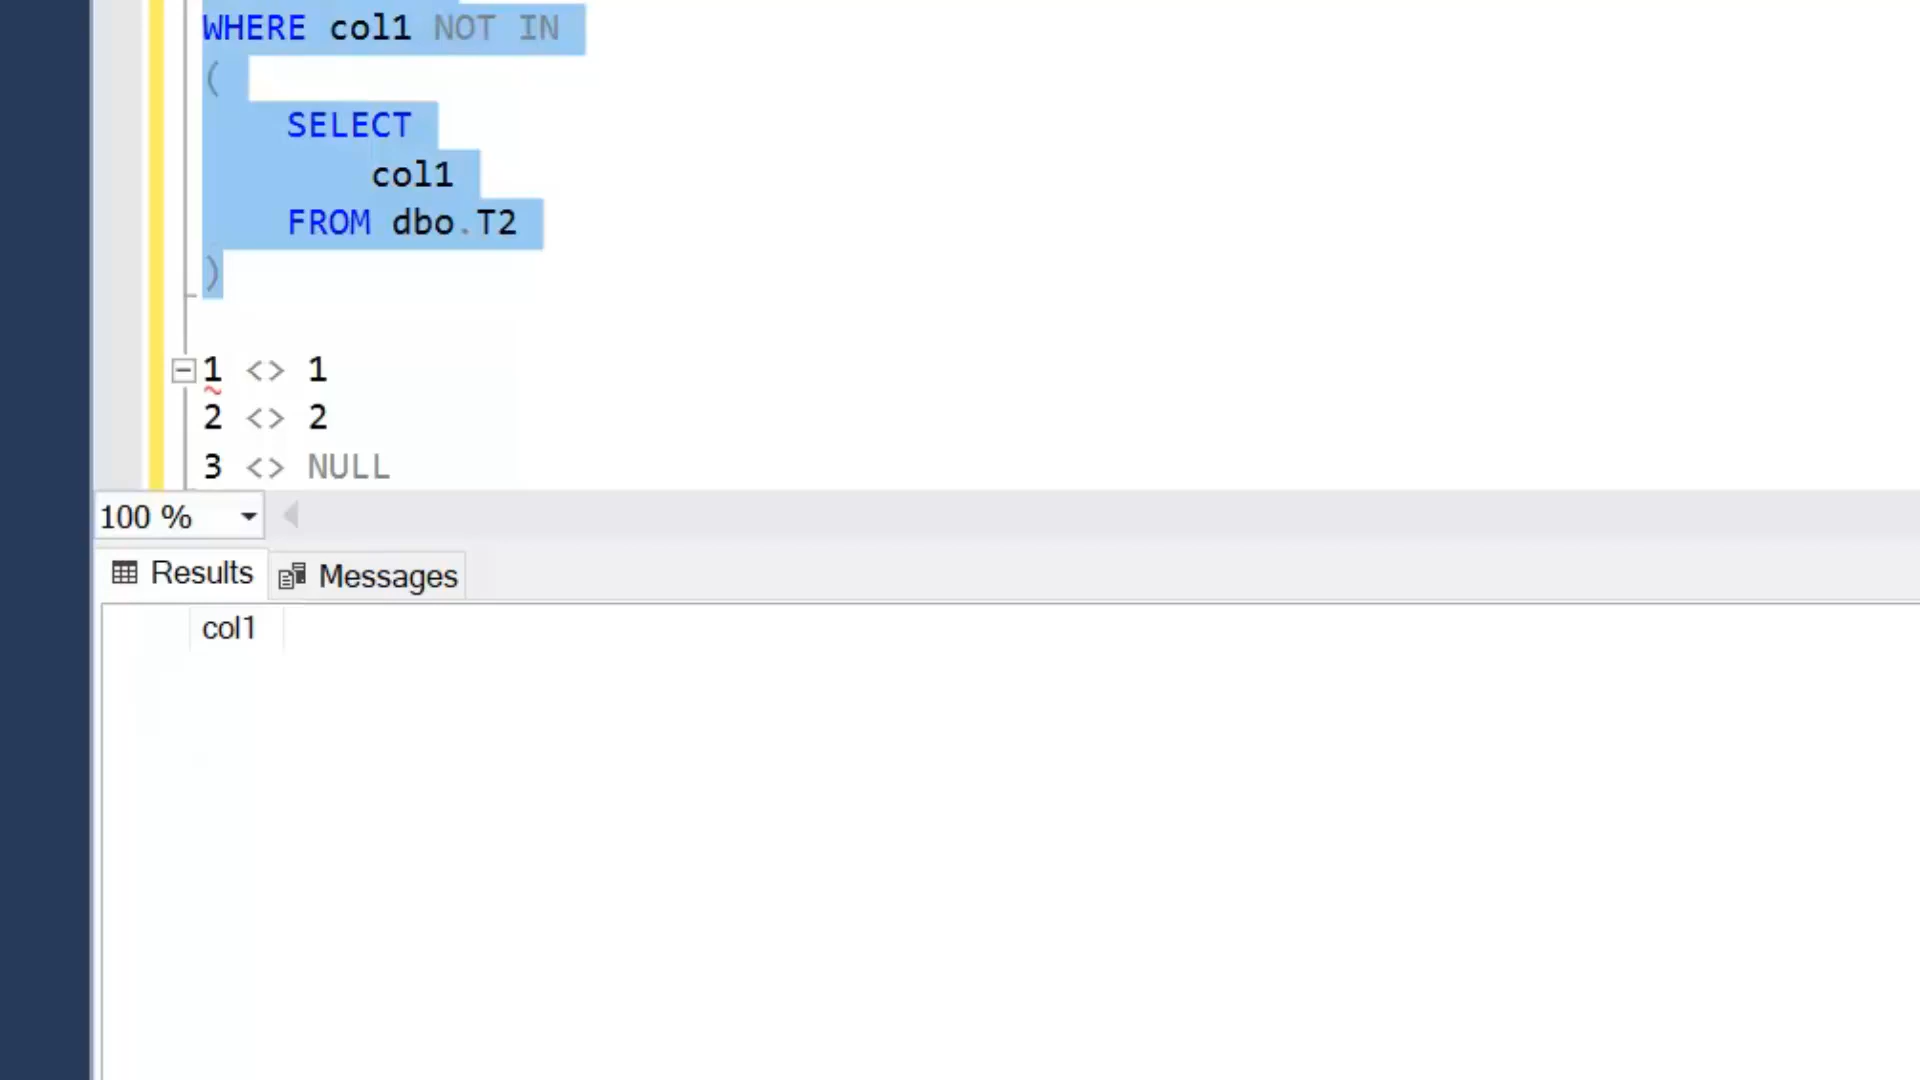 WHERE col1 NOT IN
(
SELECT
col1
FROM dbo.T2
)
1 <> 1
2 <> 2
3 <> NULL
100 %
Results Messages
col1